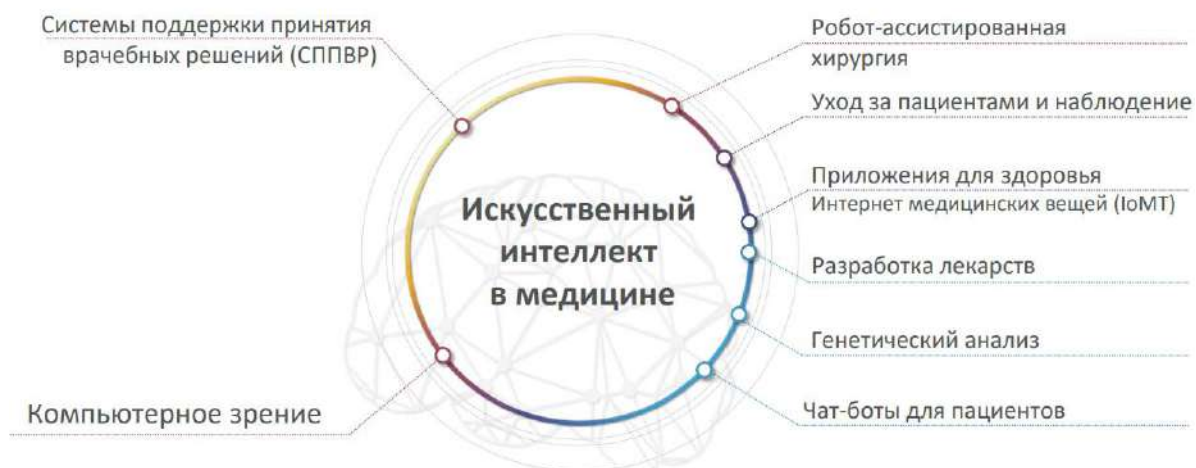 Системы поддержки принятия
врачебных решений (СППВР)
Компьютерное зрение
Искусственный
интеллект
в медицине
Робот-ассистированная
хирургия
Уход за пациентами и наблюдение
Приложения для здоровья
Интернет медицинских вещей (IoMT)
Разработка лекарств
Генетический анализ
Чат-боты для пациентов